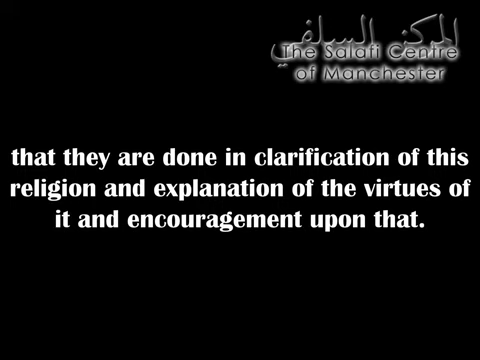 المركز السلفي
The Salafi Centre
of Manchester
that they are done in clarification of this
religion and explanation of the virtues of
it and encouragement upon that.